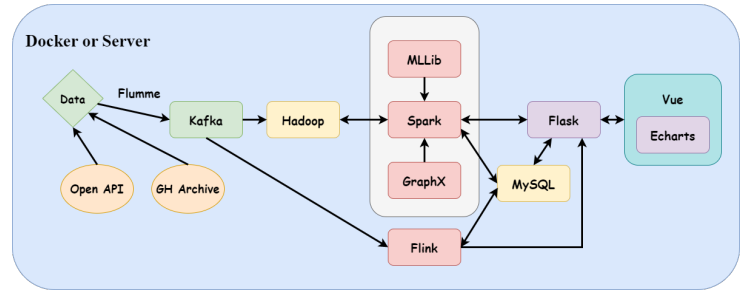 Docker or Server
MLLib
Data
Flumme
Kafka
Hadoop
Spark
Flask
Vue
Echarts
Open API
GH Archive
GraphX
MySQL
Flink